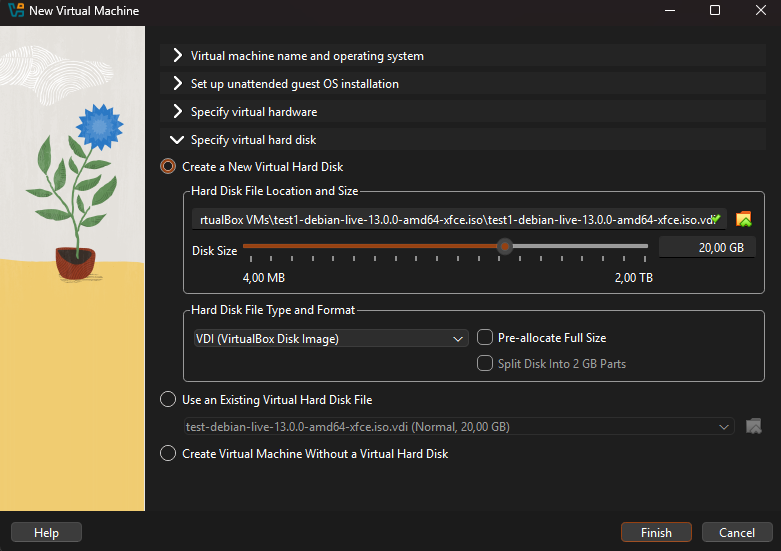 New Virtual Machine
Virtual machine name and operating system
Set up unattended guest OS installation
Specify virtual hardware
Specify virtual hard disk
Create a New Virtual Hard Disk
Hard Disk File Location and Size
rtualBox VMs\test1-debian-live-13.0.0-amd64-xfce.iso\test1-debian-live-13.0.0-amd64-xfce.iso.vdi
Disk Size
20,00 GB
4,00 MB
2,00 TB
Hard Disk File Type and Format
VDI (VirtualBox Disk Image)
Pre-allocate Full Size
Split Disk Into 2 GB Parts
Use an Existing Virtual Hard Disk File
test-debian-live-13.0.0-amd64-xfce.iso.vdi (Normal, 20,00 GB)
Create Virtual Machine Without a Virtual Hard Disk
Help
Finish
Cancel